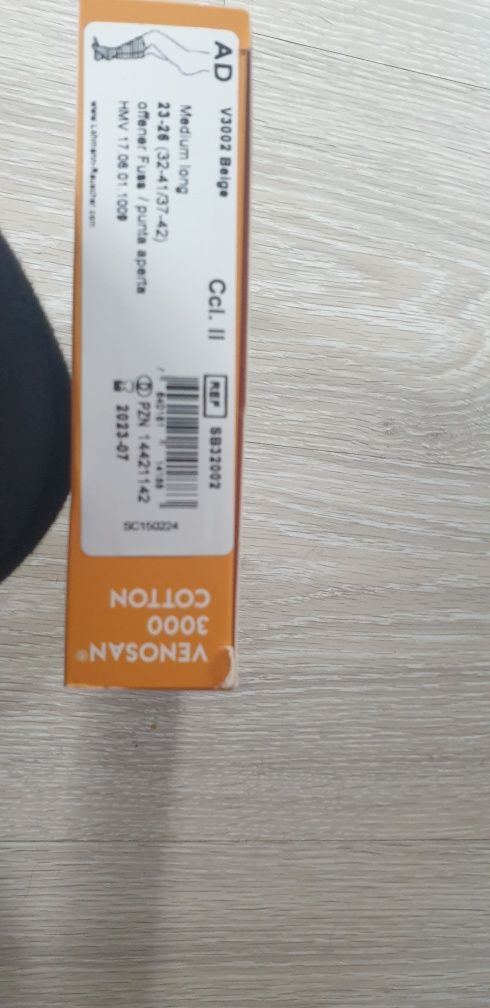 AD
V3002 Beige
Ccl. II
REF SB32002
Medium long
23-26 (32-41/37-42)
offener Fuss / punta aperta
HMV 17.06.01.1009
www.Lohmann-Rauscher.com
PZN 14421142
2023-07
SC150224
VENOSAN®
3000
COTTON